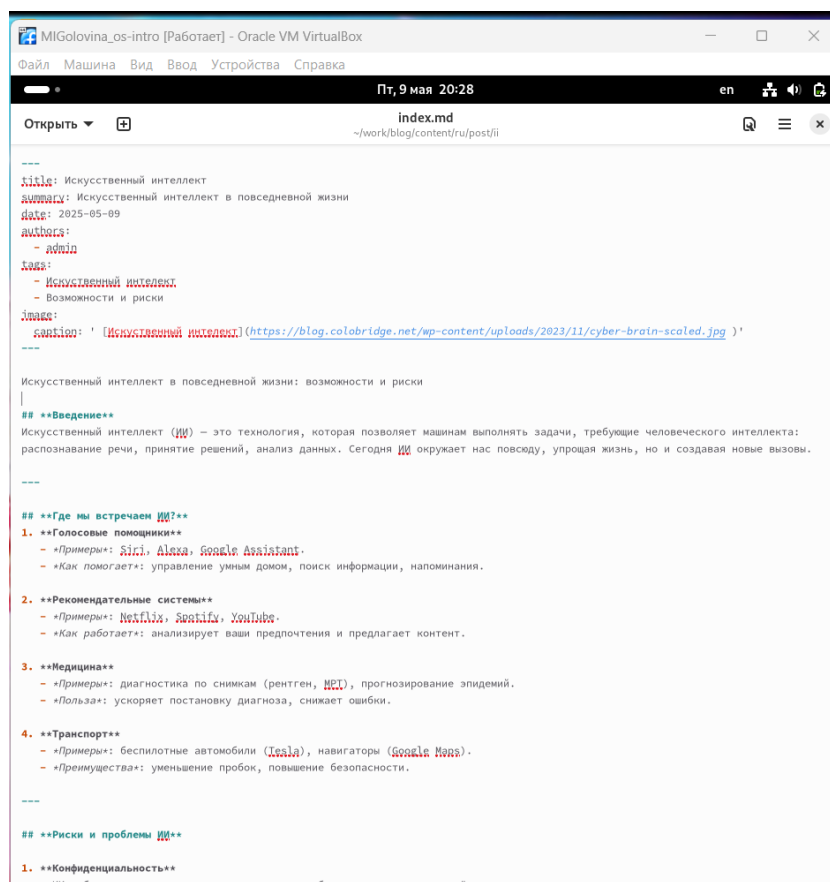 MIGolovina_os-intro [Работает] - Oracle VM VirtualBox
Файл Машина Вид Ввод Устройства Справка
Пт, 9 мая 20:28 en
Открыть index.md
~/work/blog/content/ru/post/ii
---
title: Искусственный интеллект
summary: Искусственный интеллект в повседневной жизни
date: 2025-05-09
authors:
- admin
tags:
- Искуственный интелект
- Возможности и риски
image:
caption: ' [Искуственный интелект](https://blog.colobridge.net/wp-content/uploads/2023/11/cyber-brain-scaled.jpg )'
---
Искусственный интеллект в повседневной жизни: возможности и риски
## **Введение**
Искусственный интеллект (ИИ) — это технология, которая позволяет машинам выполнять задачи, требующие человеческого интеллекта:
распознавание речи, принятие решений, анализ данных. Сегодня ИИ окружает нас повсюду, упрощая жизнь, но и создавая новые вызовы.
---
## **Где мы встречаем ИИ?**
1. **Голосовые помощники**
- *Примеры*: Siri, Alexa, Google Assistant.
- *Как помогает*: управление умным домом, поиск информации, напоминания.
2. **Рекомендательные системы**
- *Примеры*: Netflix, Spotify, YouTube.
- *Как работает*: анализирует ваши предпочтения и предлагает контент.
3. **Медицина**
- *Примеры*: диагностика по снимкам (рентген, МРТ), прогнозирование эпидемий.
- *Польза*: ускоряет постановку диагноза, снижает ошибки.
4. **Транспорт**
- *Примеры*: беспилотные автомобили (Tesla), навигаторы (Google Maps).
- *Преимущества*: уменьшение пробок, повышение безопасности.
---
## **Риски и проблемы ИИ**
1. **Конфиденциальность**